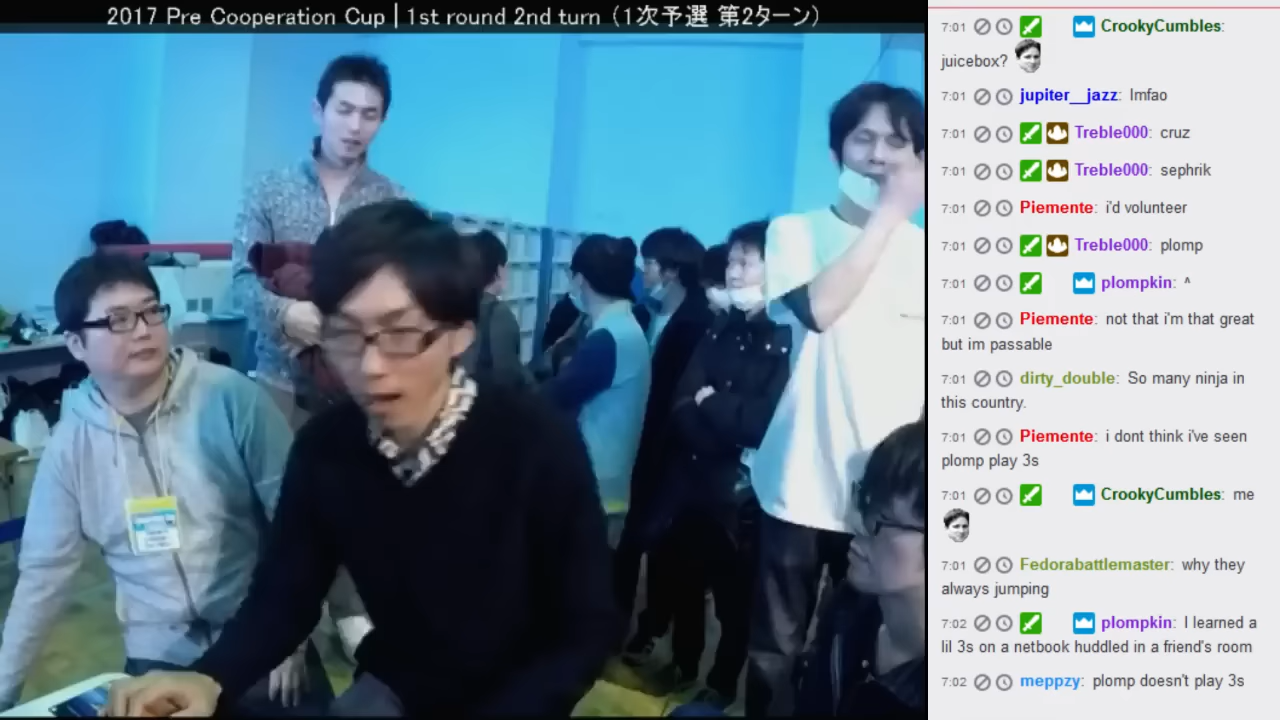 2017 Pre Cooperation Cup | 1st round 2nd turn (1次予選 第2ターン)
7:01 CrookyCumbles:
juicebox?
7:01 jupiter__jazz: lmfao
7:01 Treble000: cruz
7:01 Treble000: sephrik
7:01 Piemente: i'd volunteer
7:01 Treble000: plomp
7:01 plompkin: ^
7:01 Piemente: not that i'm that great
but im passable
7:01 dirty_double: So many ninja in
this country.
7:01 Piemente: i dont think i've seen
plomp play 3s
7:01 CrookyCumbles: me
7:01 Fedorabattlemaster: why they
always jumping
7:02 plompkin: I learned a
lil 3s on a netbook huddled in a friend's room
7:02 meppzy: plomp doesn't play 3s